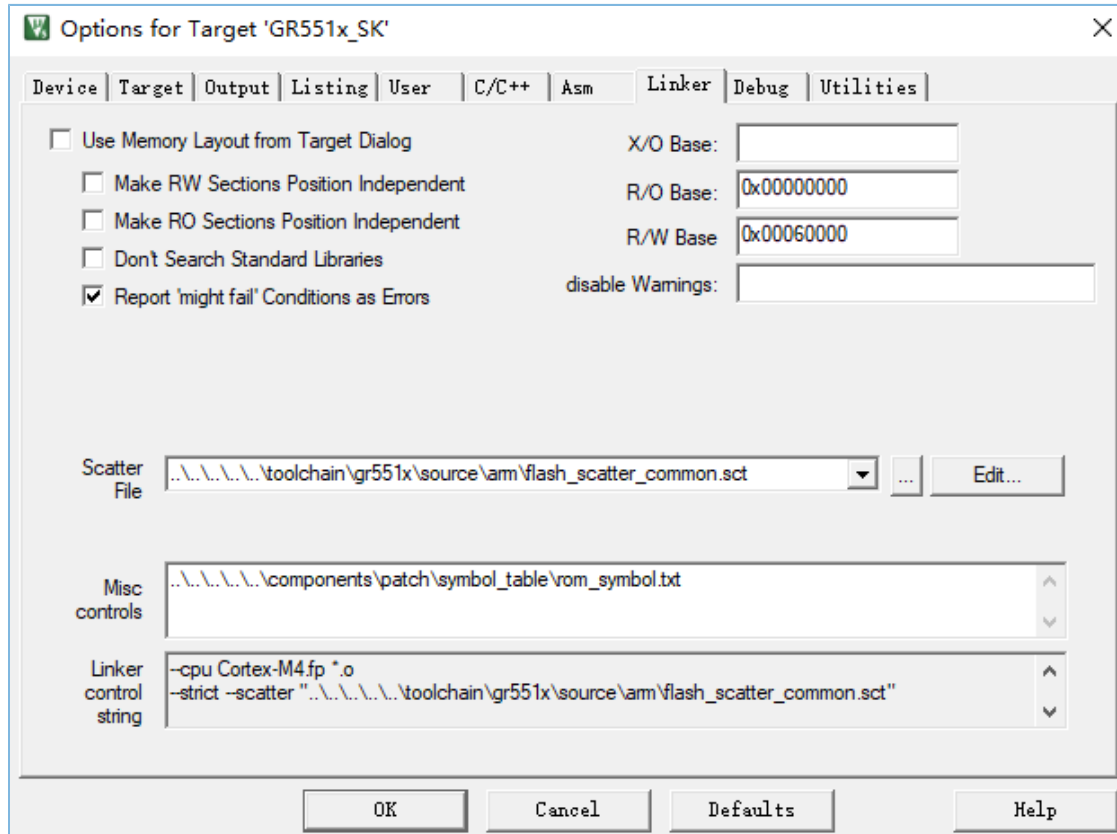 Options for Target 'GR551x_SK'
Device Target Output Listing User C/C++ Asm Linker Debug Utilities
Use Memory Layout from Target Dialog
Make RW Sections Position Independent
Make RO Sections Position Independent
Don't Search Standard Libraries
Report 'might fail' Conditions as Errors
X/O Base:
R/O Base: 0x00000000
R/W Base 0x00060000
disable Warnings:
Scatter
File
..\..\..\..\..\toolchain\gr551x\source\arm\flash_scatter_common.sct
...
Edit...
Misc
controls
..\..\..\..\..\components\patch\symbol_table\rom_symbol.txt
Linker
control
string
--cpu Cortex-M4.fp *.o
--strict --scatter "..\..\..\..\..\toolchain\gr551x\source\arm\flash_scatter_common.sct"
OK Cancel Defaults Help